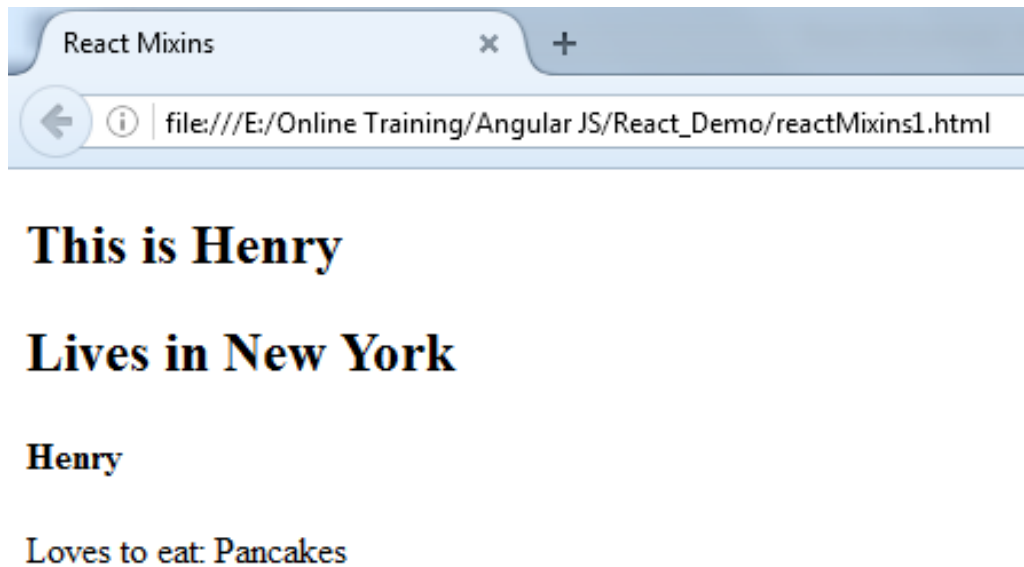 React Mixins
file:///E:/Online Training/Angular JS/React_Demo/reactMixins1.html
This is Henry
Lives in New York
Henry
Loves to eat: Pancakes